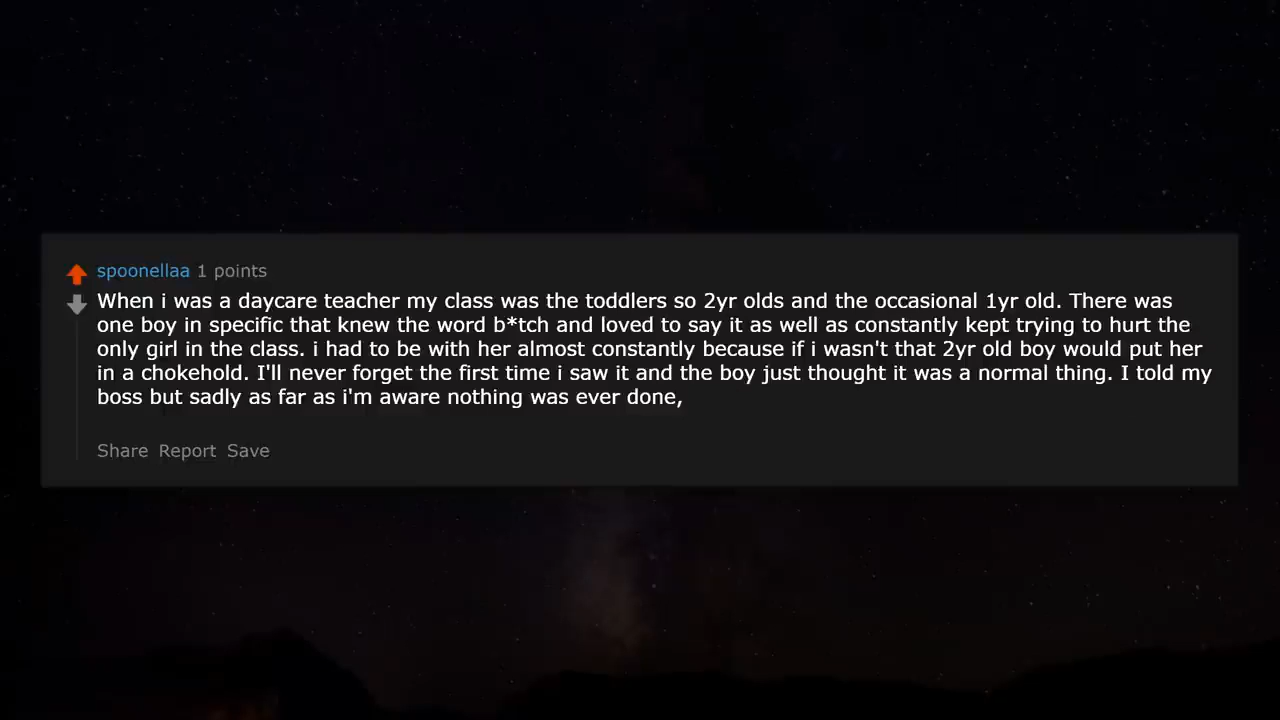 spoonellaa 1 points
When i was a daycare teacher my class was the toddlers so 2yr olds and the occasional 1yr old. There was
one boy in specific that knew the word b*tch and loved to say it as well as constantly kept trying to hurt the
only girl in the class. i had to be with her almost constantly because if i wasn't that 2yr old boy would put her
in a chokehold. I'll never forget the first time i saw it and the boy just thought it was a normal thing. I told my
boss but sadly as far as i'm aware nothing was ever done,
Share Report Save